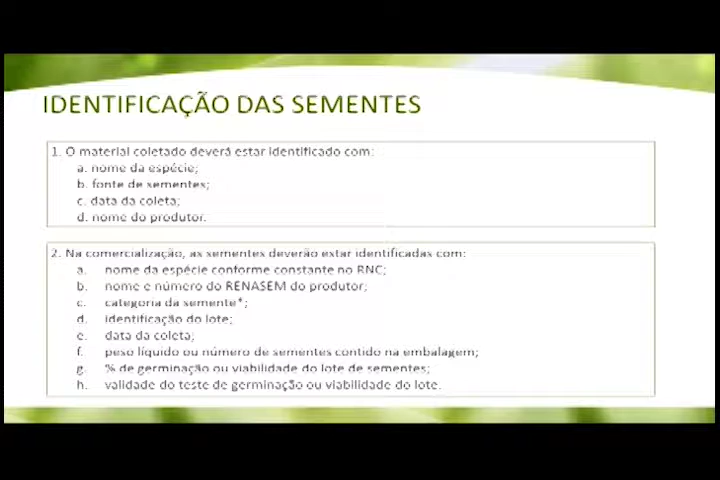 IDENTIFICAÇÃO DAS SEMENTES
1. O material coletado deverá estar identificado com:
a. nome da espécie;
b. fonte de sementes;
c. data da coleta;
d. nome do produtor.
2. Na comercialização, as sementes deverão estar identificadas com:
a. nome da espécie conforme constante no RNC;
b. nome e número do RENASEM do produtor;
c. categoria da semente*;
d. identificação do lote;
e. data da coleta;
f. peso líquido ou número de sementes contido na embalagem;
g. % de germinação ou viabilidade do lote de sementes;
h. validade do teste de germinação ou viabilidade do lote.